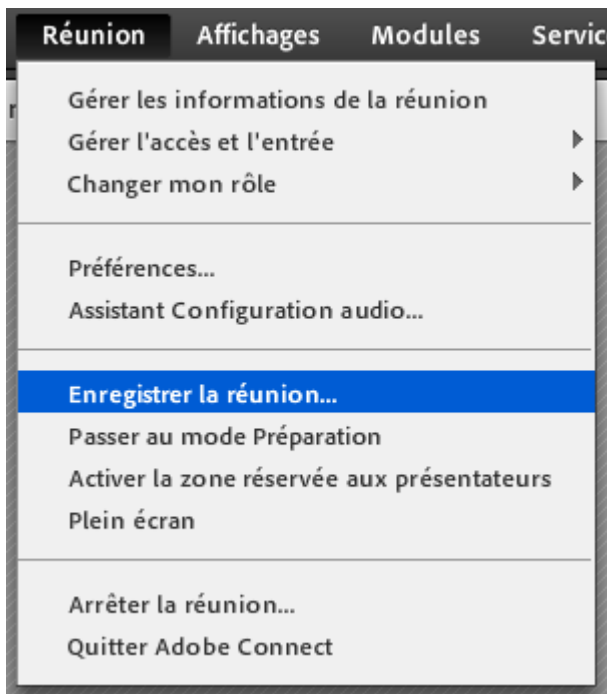 Réunion Affichages Modules Servic
Gérer les informations de la réunion
Gérer l'accès et l'entrée
Changer mon rôle
Préférences...
Assistant Configuration audio...
Enregistrer la réunion...
Passer au mode Préparation
Activer la zone réservée aux présentateurs
Plein écran
Arrêter la réunion...
Quitter Adobe Connect